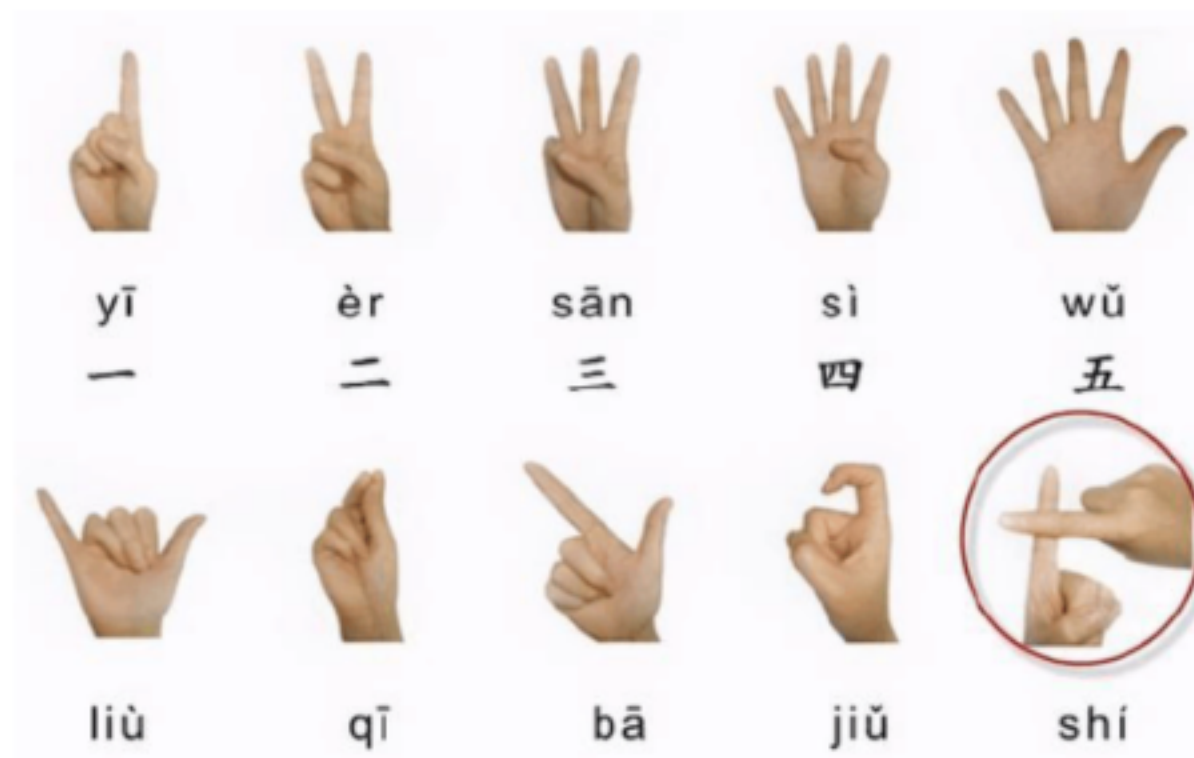 yī èr sān sì wǔ
一 二 三 四 五
liù qī bā jiǔ shí